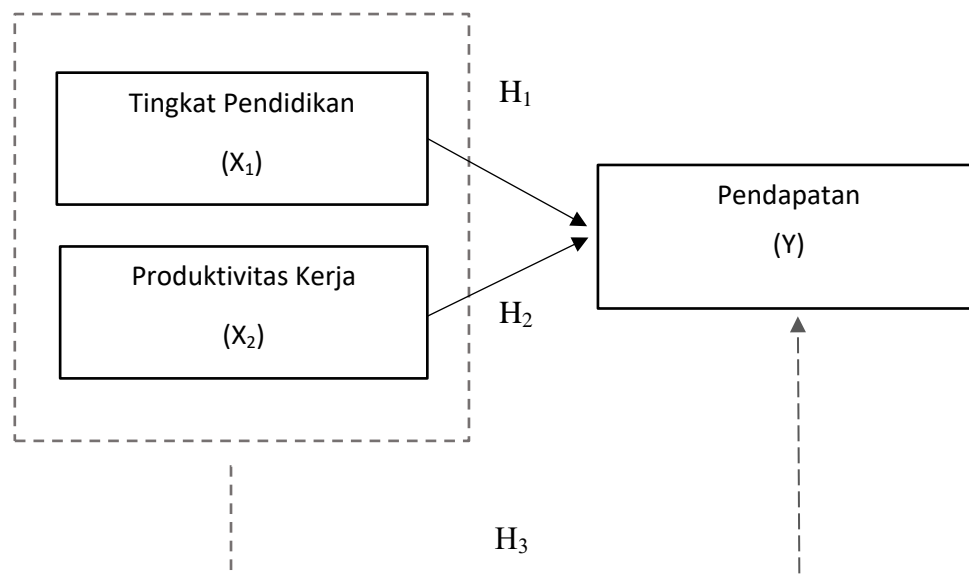 Tingkat Pendidikan
(X₁)
H₁
Produktivitas Kerja
(X₂)
H₂
Pendapatan
(Y)
H₃